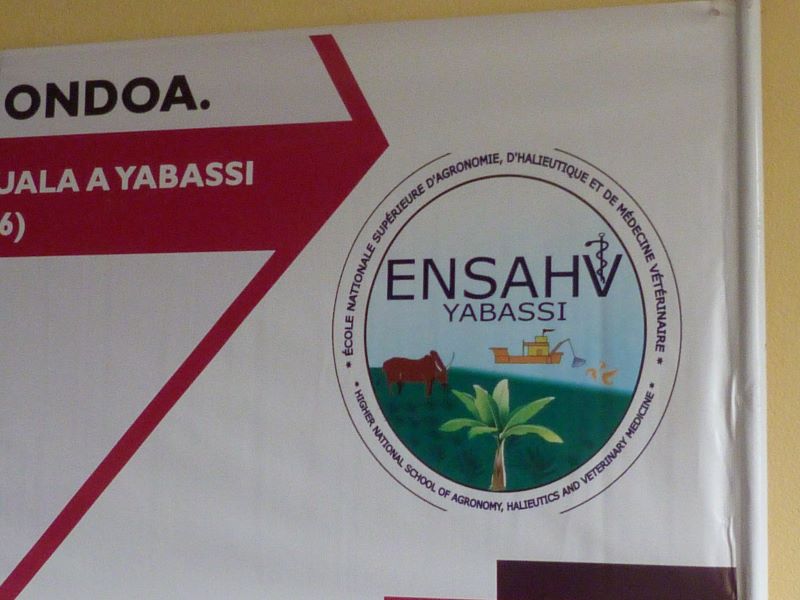 ONDOA.
UALA A YABASSI
6)
ÉCOLE NATIONALE SUPÉRIEURE D'AGRONOMIE, D'HALIEUTIQUE ET DE MÉDECINE VÉTÉRINAIRE
ENSAHV
YABASSI
* HIGHER NATIONAL SCHOOL OF AGRONOMY, HALIEUTICS AND VETERINARY MEDICINE *